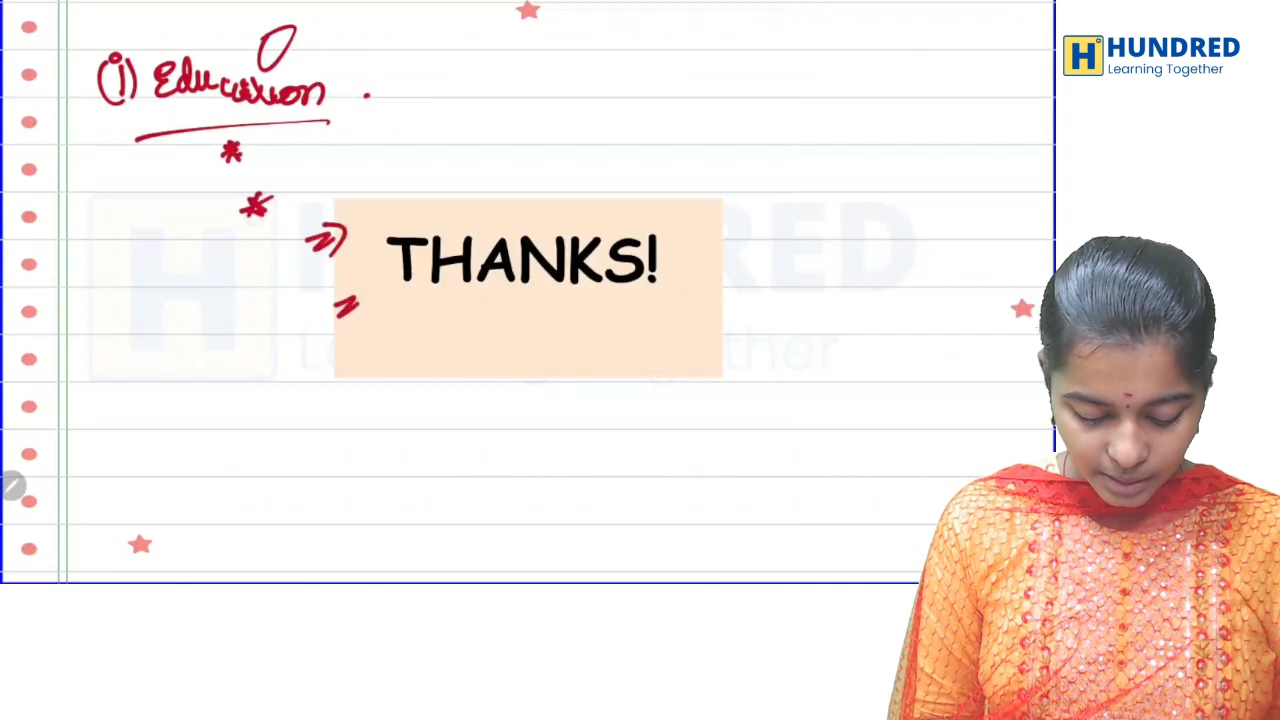 HUNDRED
Learning Together
(i) Education .
*
*
THANKS!